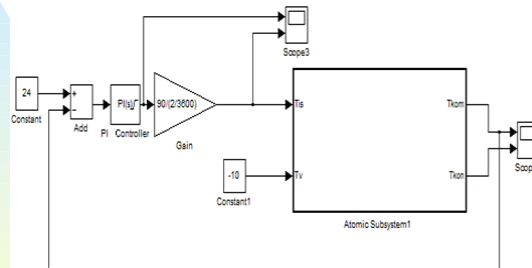 Scope3
24
+
−
PI(s)
90/(2/3600)
Constant
Add
PI Controller
Gain
Tis
Tkom
-10
Tv
Tkon
Constant1
Atomic Subsystem1